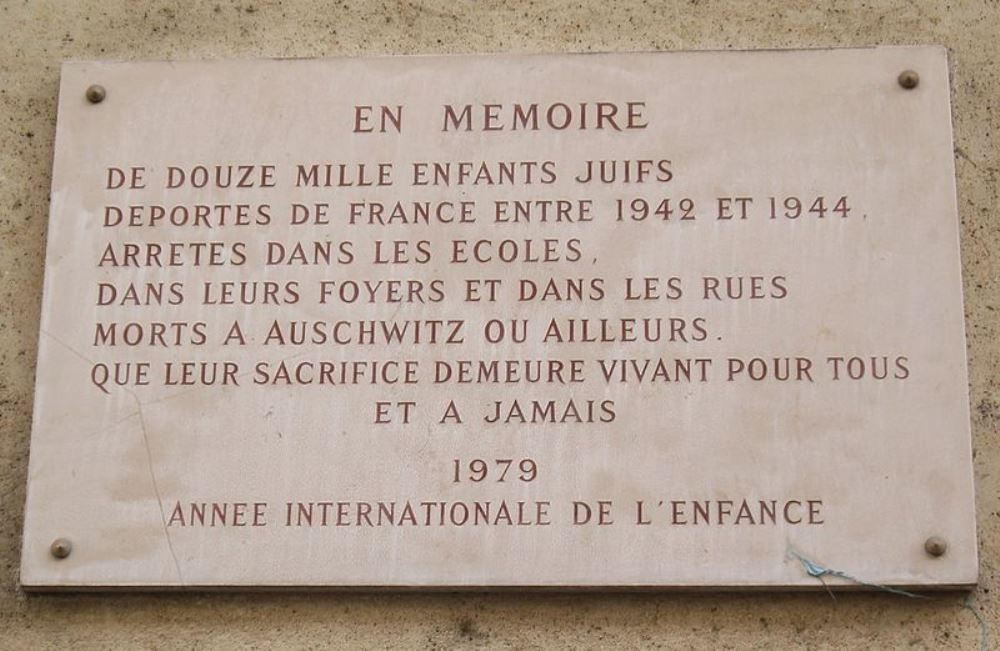 EN MEMOIRE
DE DOUZE MILLE ENFANTS JUIFS
DEPORTES DE FRANCE ENTRE 1942 ET 1944,
ARRETES DANS LES ECOLES,
DANS LEURS FOYERS ET DANS LES RUES
MORTS A AUSCHWITZ OU AILLEURS.
QUE LEUR SACRIFICE DEMEURE VIVANT POUR TOUS
ET A JAMAIS
1979
ANNEE INTERNATIONALE DE L'ENFANCE